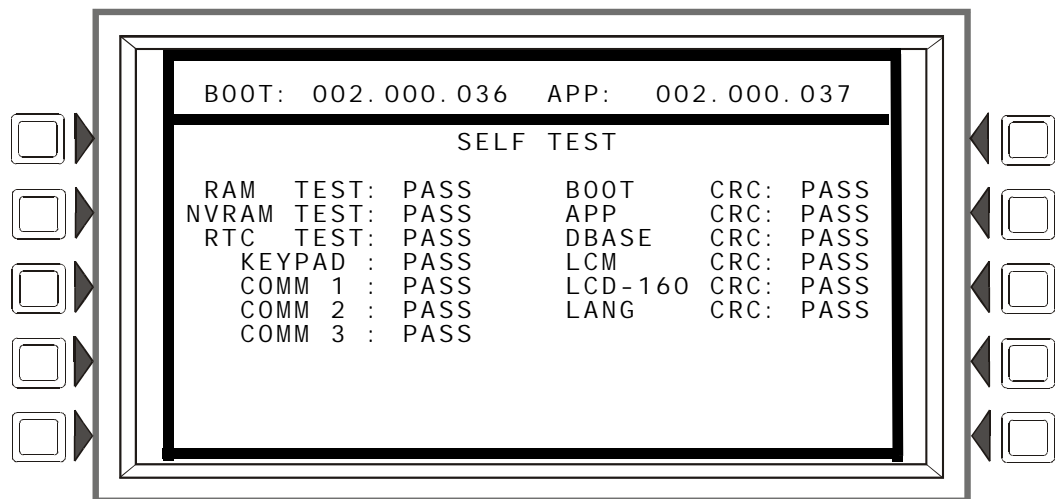 BOOT: 002.000.036 APP: 002.000.037
SELF TEST
RAM TEST: PASS BOOT CRC: PASS
NVRAM TEST: PASS APP CRC: PASS
RTC TEST: PASS DBASE CRC: PASS
KEYPAD : PASS LCM CRC: PASS
COMM 1 : PASS LCD-160 CRC: PASS
COMM 2 : PASS LANG CRC: PASS
COMM 3 : PASS